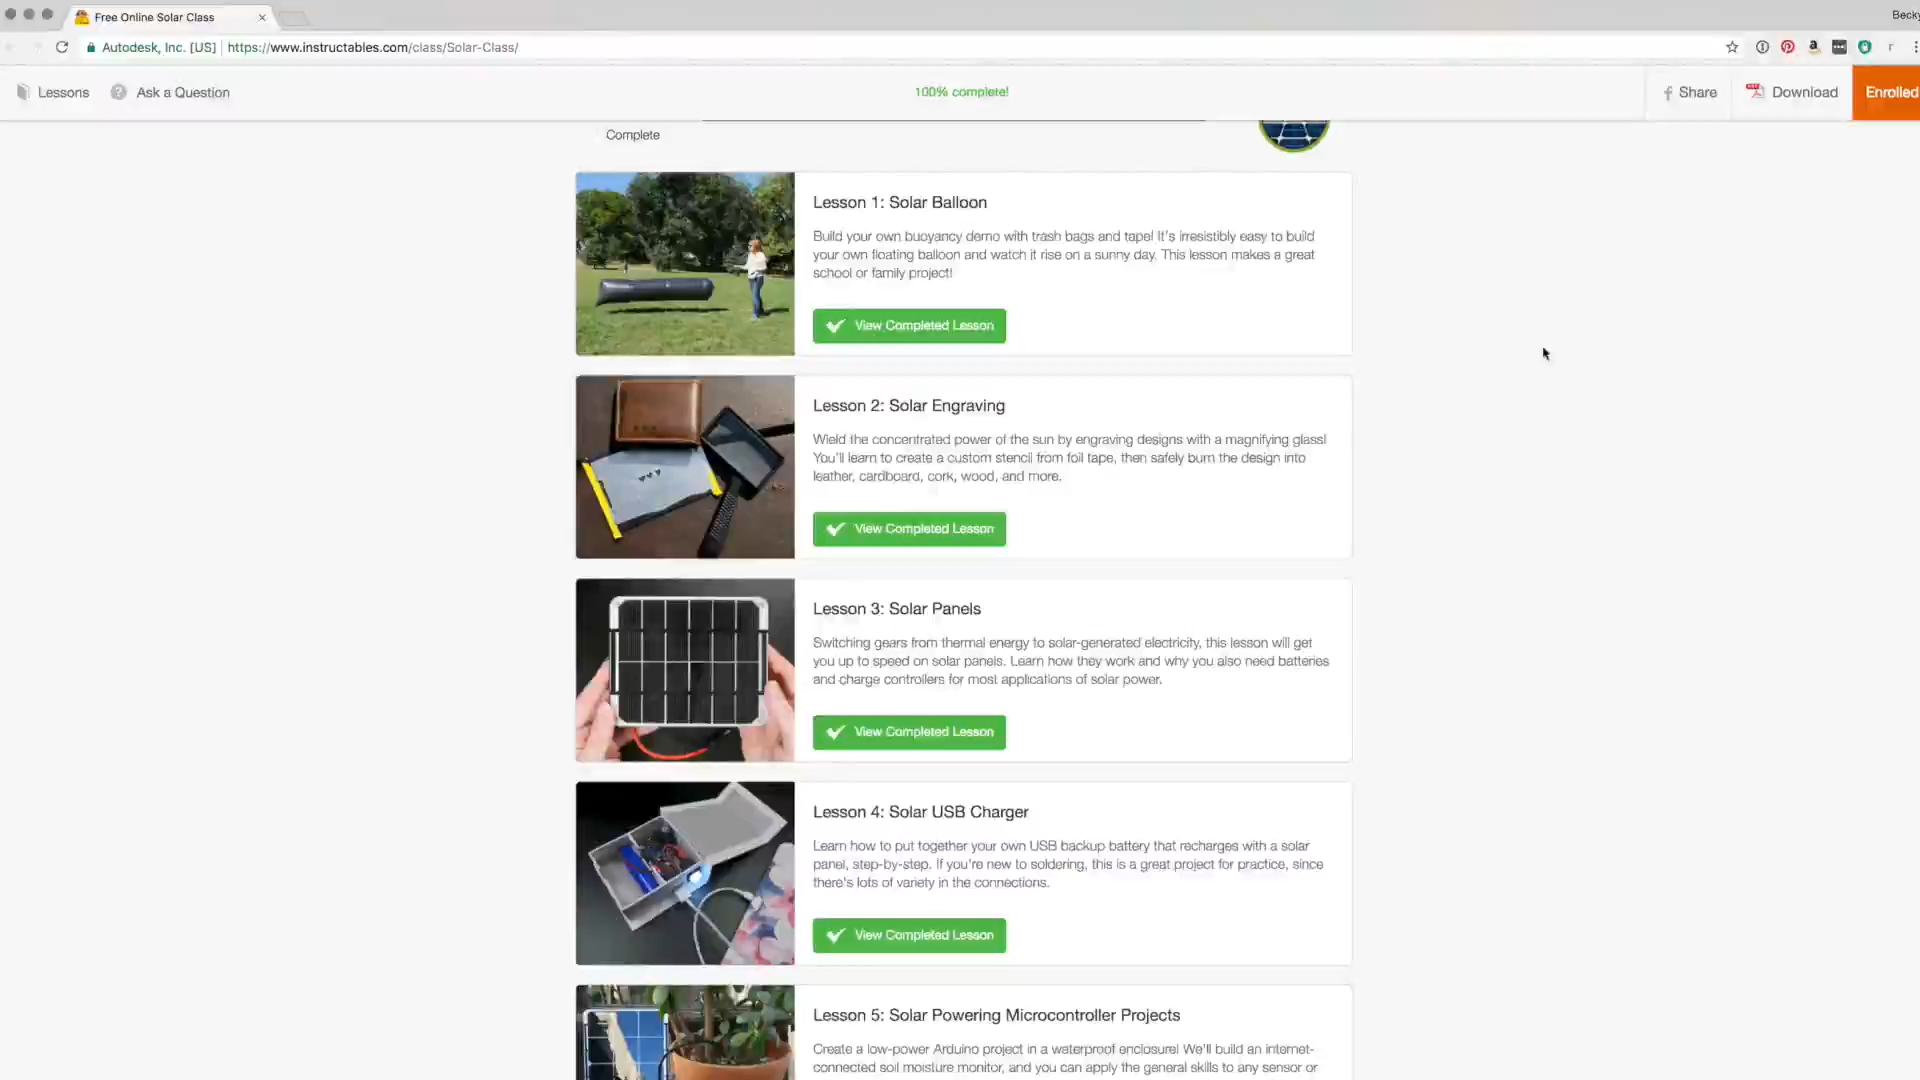 Free Online Solar Class
Becky
Autodesk, Inc. [US]
https://www.instructables.com/class/Solar-Class/
Lessons
Ask a Question
100% complete!
Share
Download
Enrolled
Complete
Lesson 1: Solar Balloon
Build your own buoyancy demo with trash bags and tape! It's irresistibly easy to build
your own floating balloon and watch it rise on a sunny day. This lesson makes a great
school or family project!
View Completed Lesson
Lesson 2: Solar Engraving
Wield the concentrated power of the sun by engraving designs with a magnifying glass!
You'll learn to create a custom stencil from foil tape, then safely burn the design into
leather, cardboard, cork, wood, and more.
View Completed Lesson
Lesson 3: Solar Panels
Switching gears from thermal energy to solar-generated electricity, this lesson will get
you up to speed on solar panels. Learn how they work and why you also need batteries
and charge controllers for most applications of solar power.
View Completed Lesson
Lesson 4: Solar USB Charger
Learn how to put together your own USB backup battery that recharges with a solar
panel, step-by-step. If you're new to soldering, this is a great project for practice, since
there's lots of variety in the connections.
View Completed Lesson
Lesson 5: Solar Powering Microcontroller Projects
Create a low-power Arduino project in a waterproof enclosure! We'll build an internet-
connected soil moisture monitor, and you can apply the general skills to any sensor or